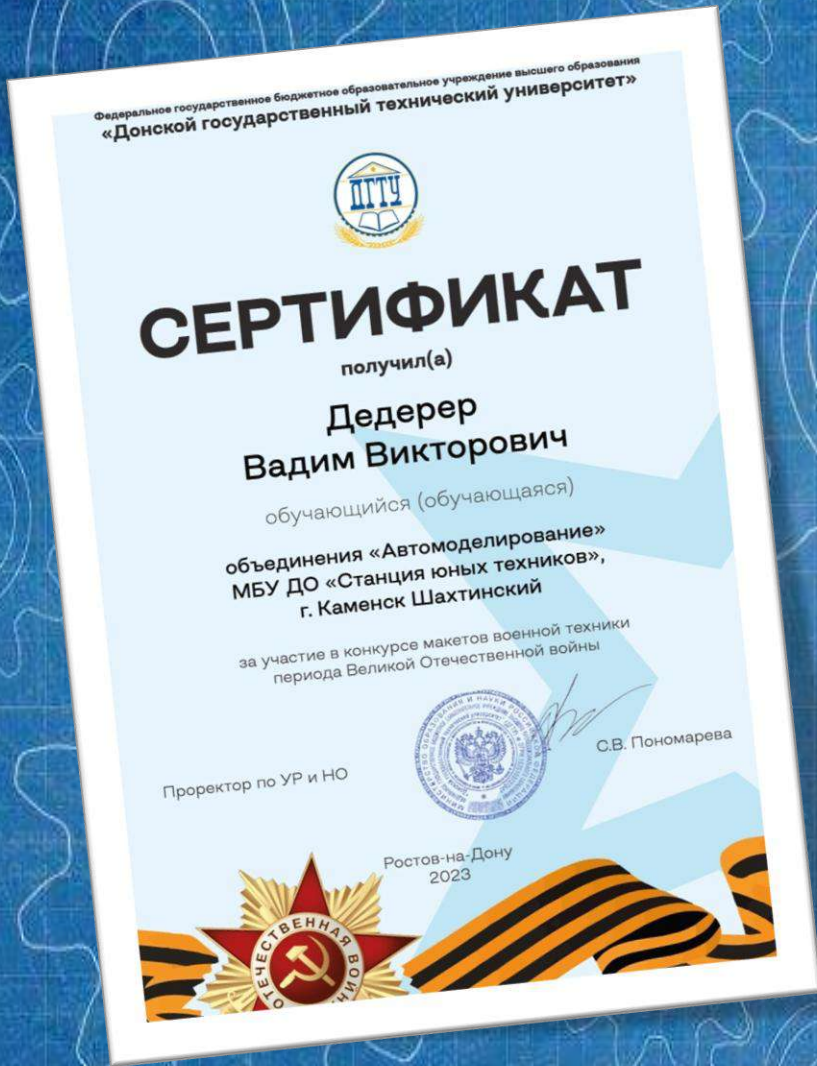 Федеральное государственное бюджетное образовательное учреждение высшего образования
«Донской государственный технический университет»
ДГТУ
СЕРТИФИКАТ
получил(а)
Дедерер
Вадим Викторович
обучающийся (обучающаяся)
объединения «Автомоделирование»
МБУ ДО «Станция юных техников»,
г. Каменск Шахтинский
за участие в конкурсе макетов военной техники
периода Великой Отечественной войны
Проректор по УР и НО
С.В. Пономарева
Ростов-на-Дону
2023
ОТЕЧЕСТВЕННАЯ ВОЙН